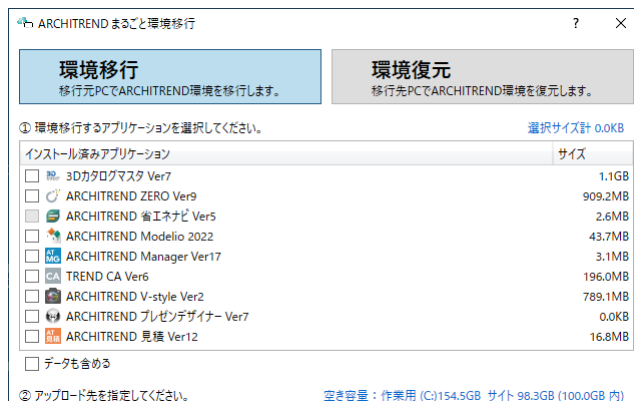 ARCHITREND まるごと環境移行
? ×
環境移行
移行元PCでARCHITREND環境を移行します。
環境復元
移行先PCでARCHITREND環境を復元します。
① 環境移行するアプリケーションを選択してください。
選択サイズ計 0.0KB
インストール済みアプリケーション サイズ
3Dカタログマスタ Ver7 1.1GB
ARCHITREND ZERO Ver9 909.2MB
ARCHITREND 省エネナビ Ver5 2.6MB
ARCHITREND Modelio 2022 43.7MB
AT MG ARCHITREND Manager Ver17 3.1MB
CA TREND CA Ver6 196.0MB
ARCHITREND V-style Ver2 789.1MB
ARCHITREND プレゼンデザイナー Ver7 0.0KB
AT 見積 ARCHITREND 見積 Ver12 16.8MB
データも含める
② アップロード先を指定してください。
空き容量：作業用 (C:)154.5GB サイト 98.3GB (100.0GB 内)